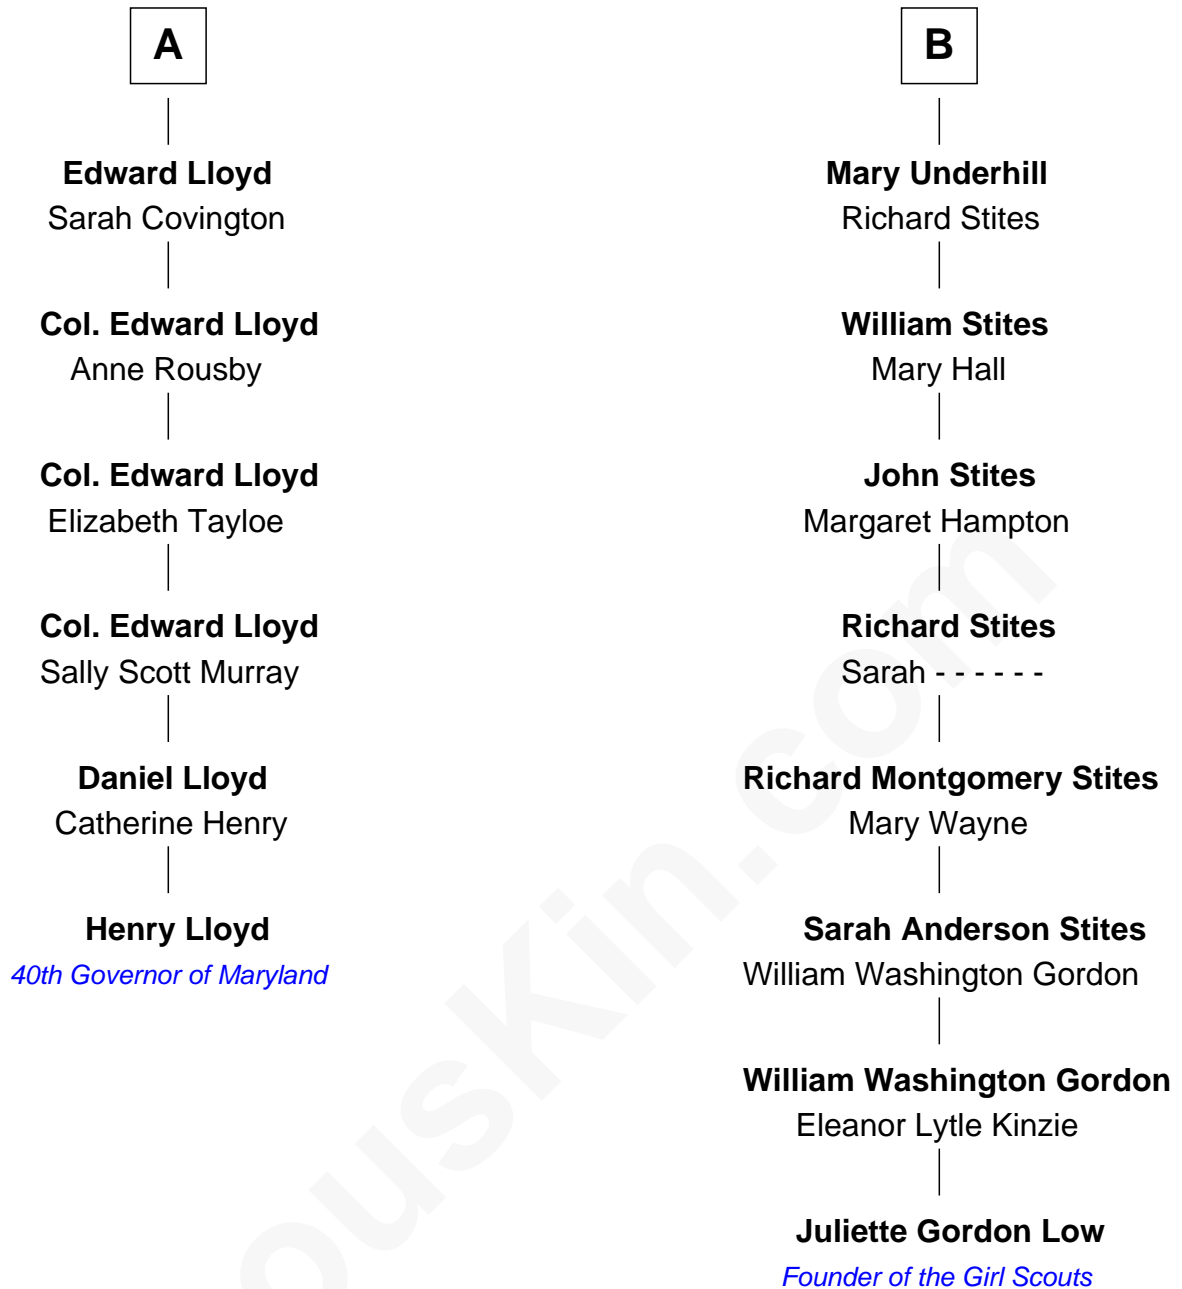 A
Edward Lloyd
Sarah Covington
Col. Edward Lloyd
Anne Rousby
Col. Edward Lloyd
Elizabeth Tayloe
Col. Edward Lloyd
Sally Scott Murray
Daniel Lloyd
Catherine Henry
Henry Lloyd
40th Governor of Maryland
B
Mary Underhill
Richard Stites
William Stites
Mary Hall
John Stites
Margaret Hampton
Richard Stites
Sarah - - - - - -
Richard Montgomery Stites
Mary Wayne
Sarah Anderson Stites
William Washington Gordon
William Washington Gordon
Eleanor Lytle Kinzie
Juliette Gordon Low
Founder of the Girl Scouts
ousKin.com